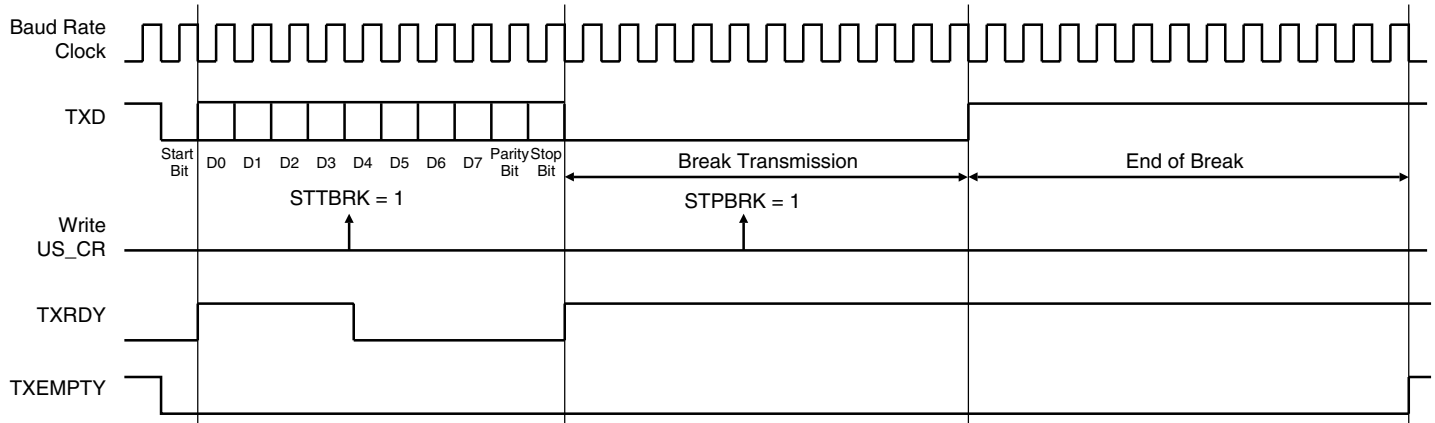 Baud Rate
Clock
TXD
Start
Bit
D0 D1 D2 D3 D4 D5 D6 D7
Parity
Bit
Stop
Bit
Break Transmission
End of Break
STTBRK = 1
STPBRK = 1
Write
US_CR
TXRDY
TXEMPTY